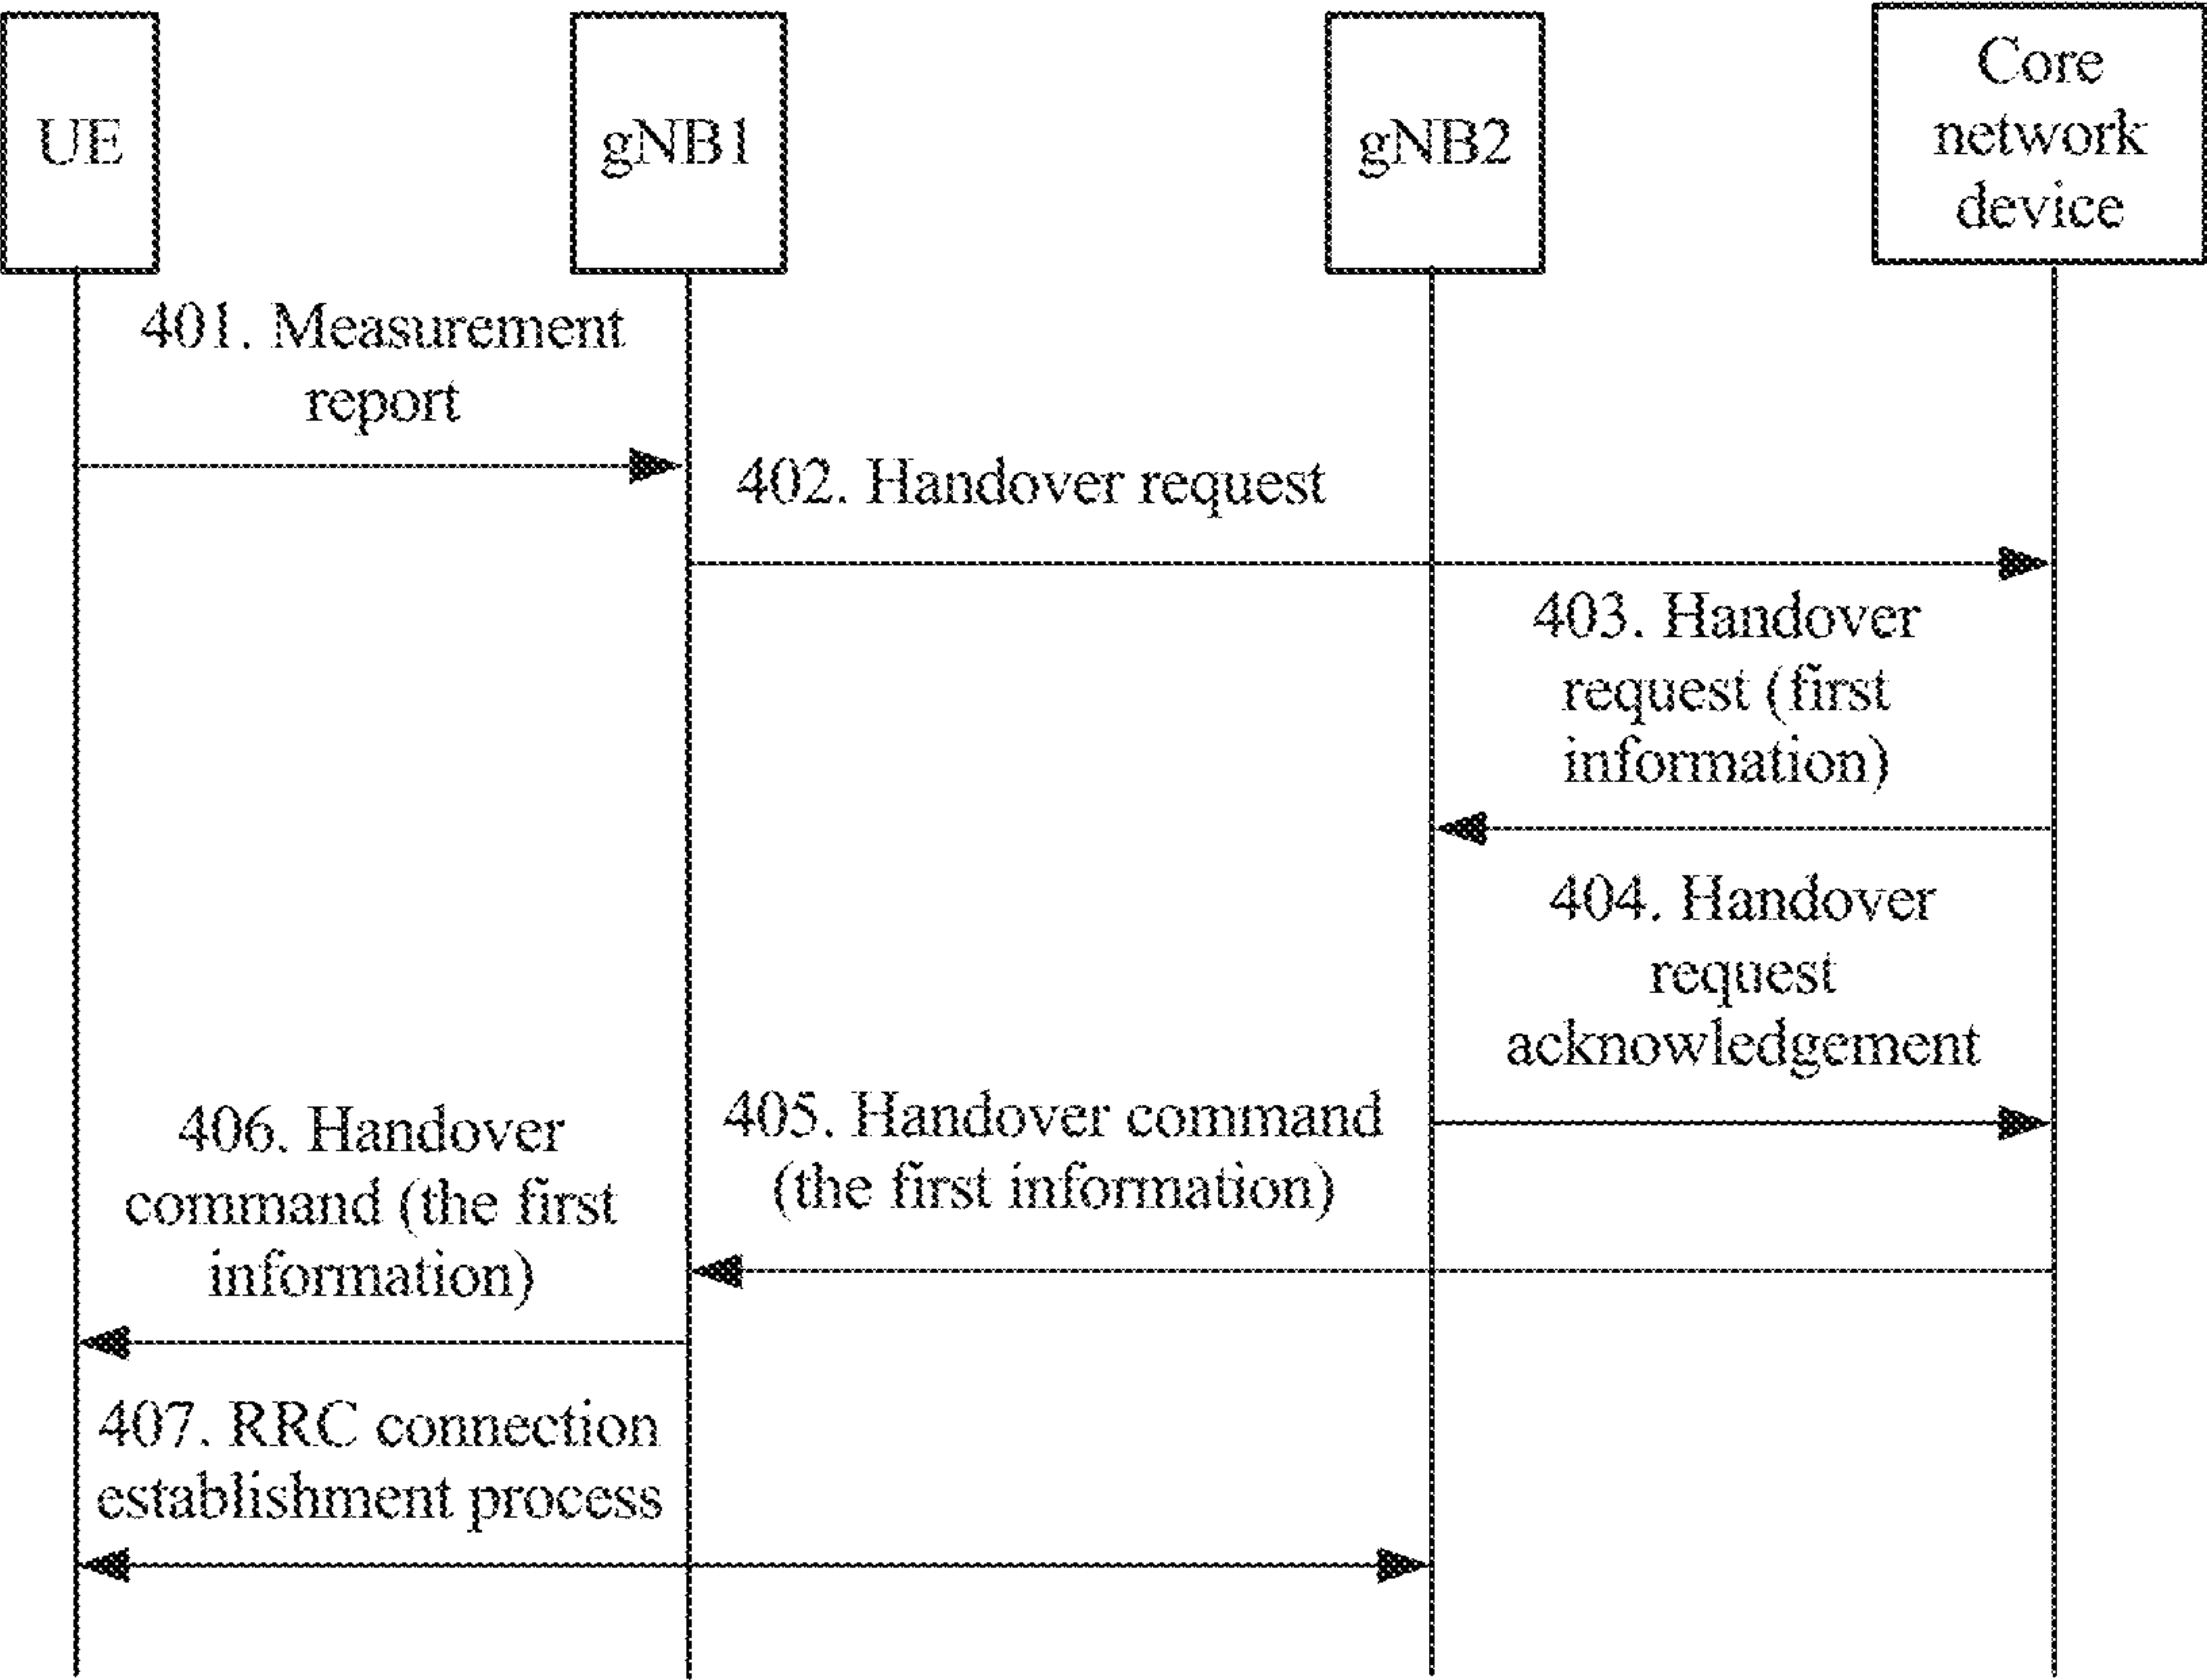 UE
gNB1
gNB2
Core
network
device
401. Measurement
report
402. Handover request
403. Handover
request (first
information)
404. Handover
request
acknowledgement
405. Handover command
(the first information)
406. Handover
command (the first
information)
407. RRC connection
establishment process